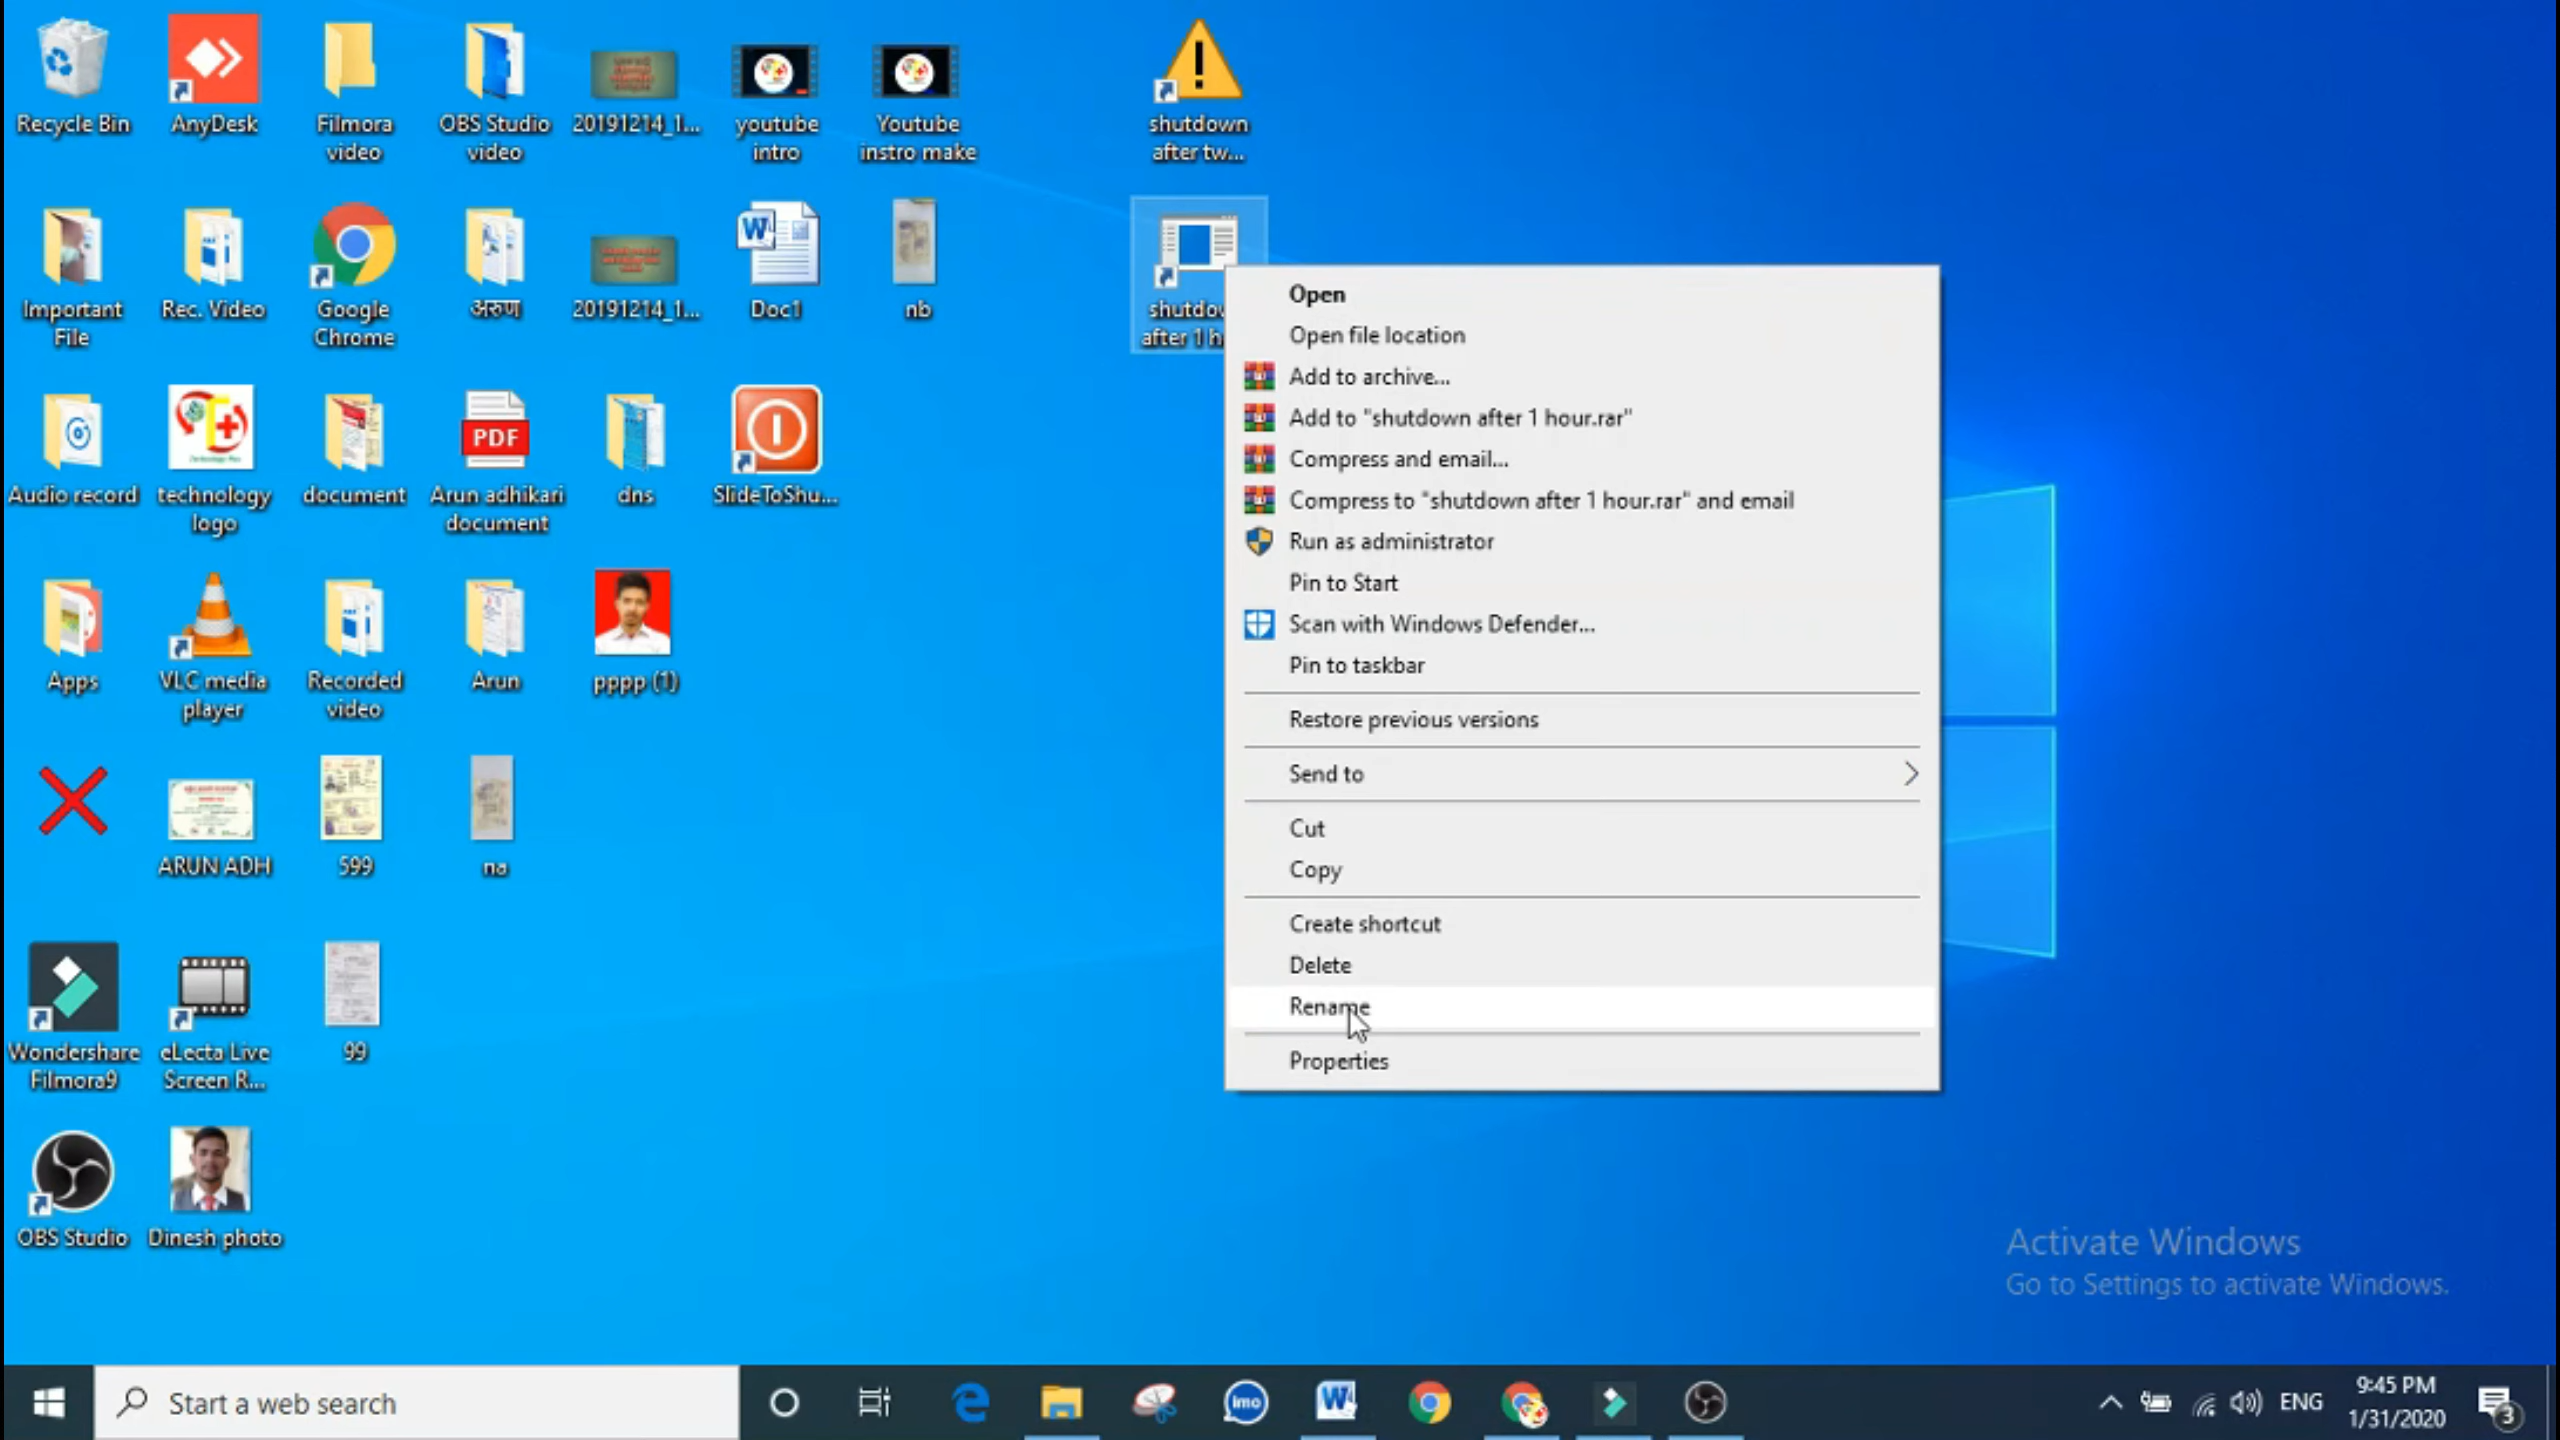 Recycle Bin
AnyDesk
Filmora
video
OBS Studio
video
20191214_1...
youtube
intro
Youtube
instro make
shutdown
after tw...
Important
File
Rec. Video
Google
Chrome
अरुण
20191214_1...
Doc1
nb
shutdo
after 1 h
Audio record
technology
logo
document
PDF
Arun adhikari
document
dns
SlideToShu...
Apps
VLC media
player
Recorded
video
Arun
pppp (1)
ARUN ADH
599
na
Wondershare
Filmora9
eLecta Live
Screen R...
99
OBS Studio
Dinesh photo
Open
Open file location
Add to archive...
Add to "shutdown after 1 hour.rar"
Compress and email...
Compress to "shutdown after 1 hour.rar" and email
Run as administrator
Pin to Start
Scan with Windows Defender...
Pin to taskbar
Restore previous versions
Send to
Cut
Copy
Create shortcut
Delete
Rename
Properties
Activate Windows
Go to Settings to activate Windows.
Start a web search
imo
ENG
9:45 PM
1/31/2020
3